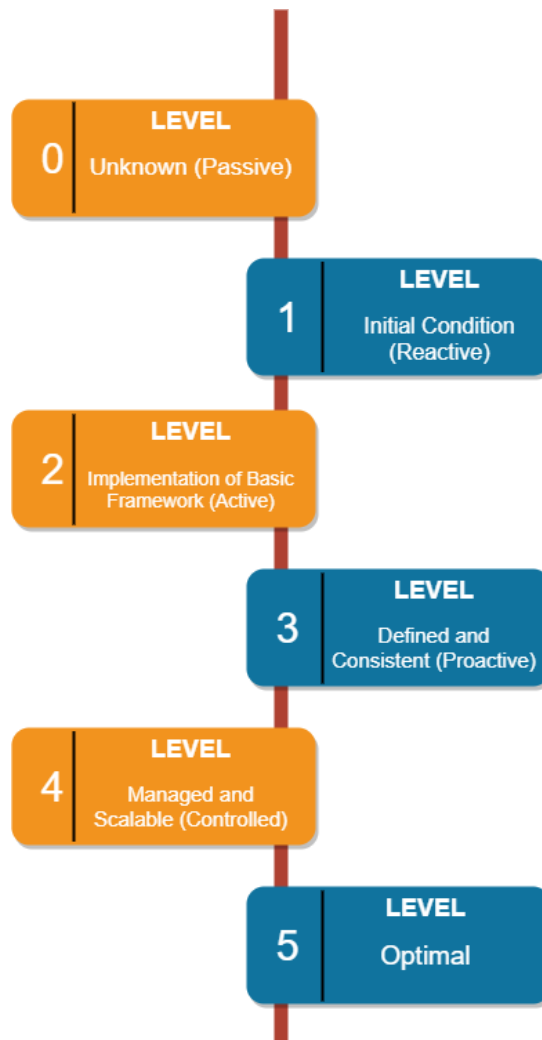 LEVEL
0
Unknown (Passive)
LEVEL
1
Initial Condition
(Reactive)
LEVEL
2
Implementation of Basic
Framework (Active)
LEVEL
3
Defined and
Consistent (Proactive)
LEVEL
4
Managed and
Scalable (Controlled)
LEVEL
5
Optimal